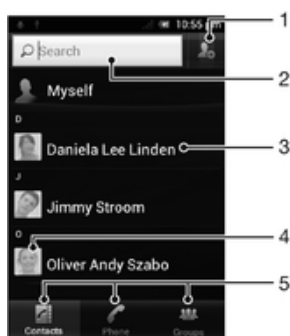 10:55 pm
1
Search
2
Myself
D
Daniela Lee Linden
3
J
Jimmy Stroom
O
4
Oliver Andy Szabo
5
Contacts Phone Groups